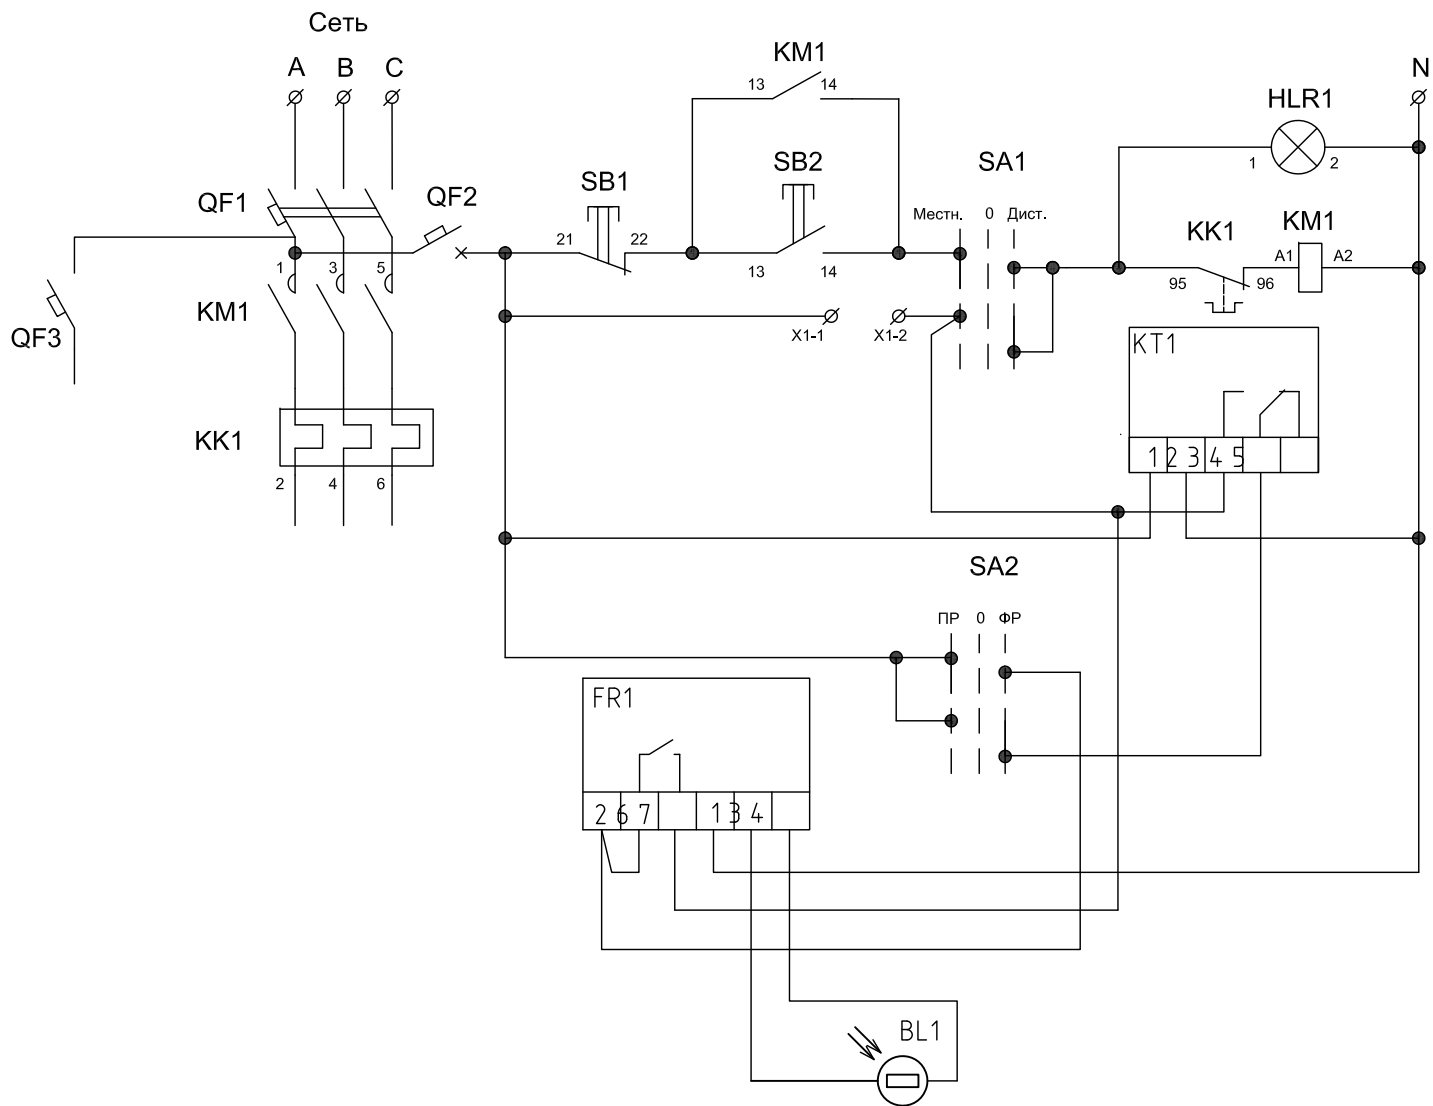 Сеть
A B C
KM1
13 14
N
HLR1
1 2
QF1
QF2
SB1
SB2
SA1
21 22
13 14
Местн. 0 Дист.
KK1
KM1
95 96
A1 A2
1 3 5
KM1
QF3
X1-1 X1-2
KT1
KK1
2 4 6
1 2 3 4 5
SA2
ПР 0 ФР
FR1
2 6 7 1 3 4
BL1